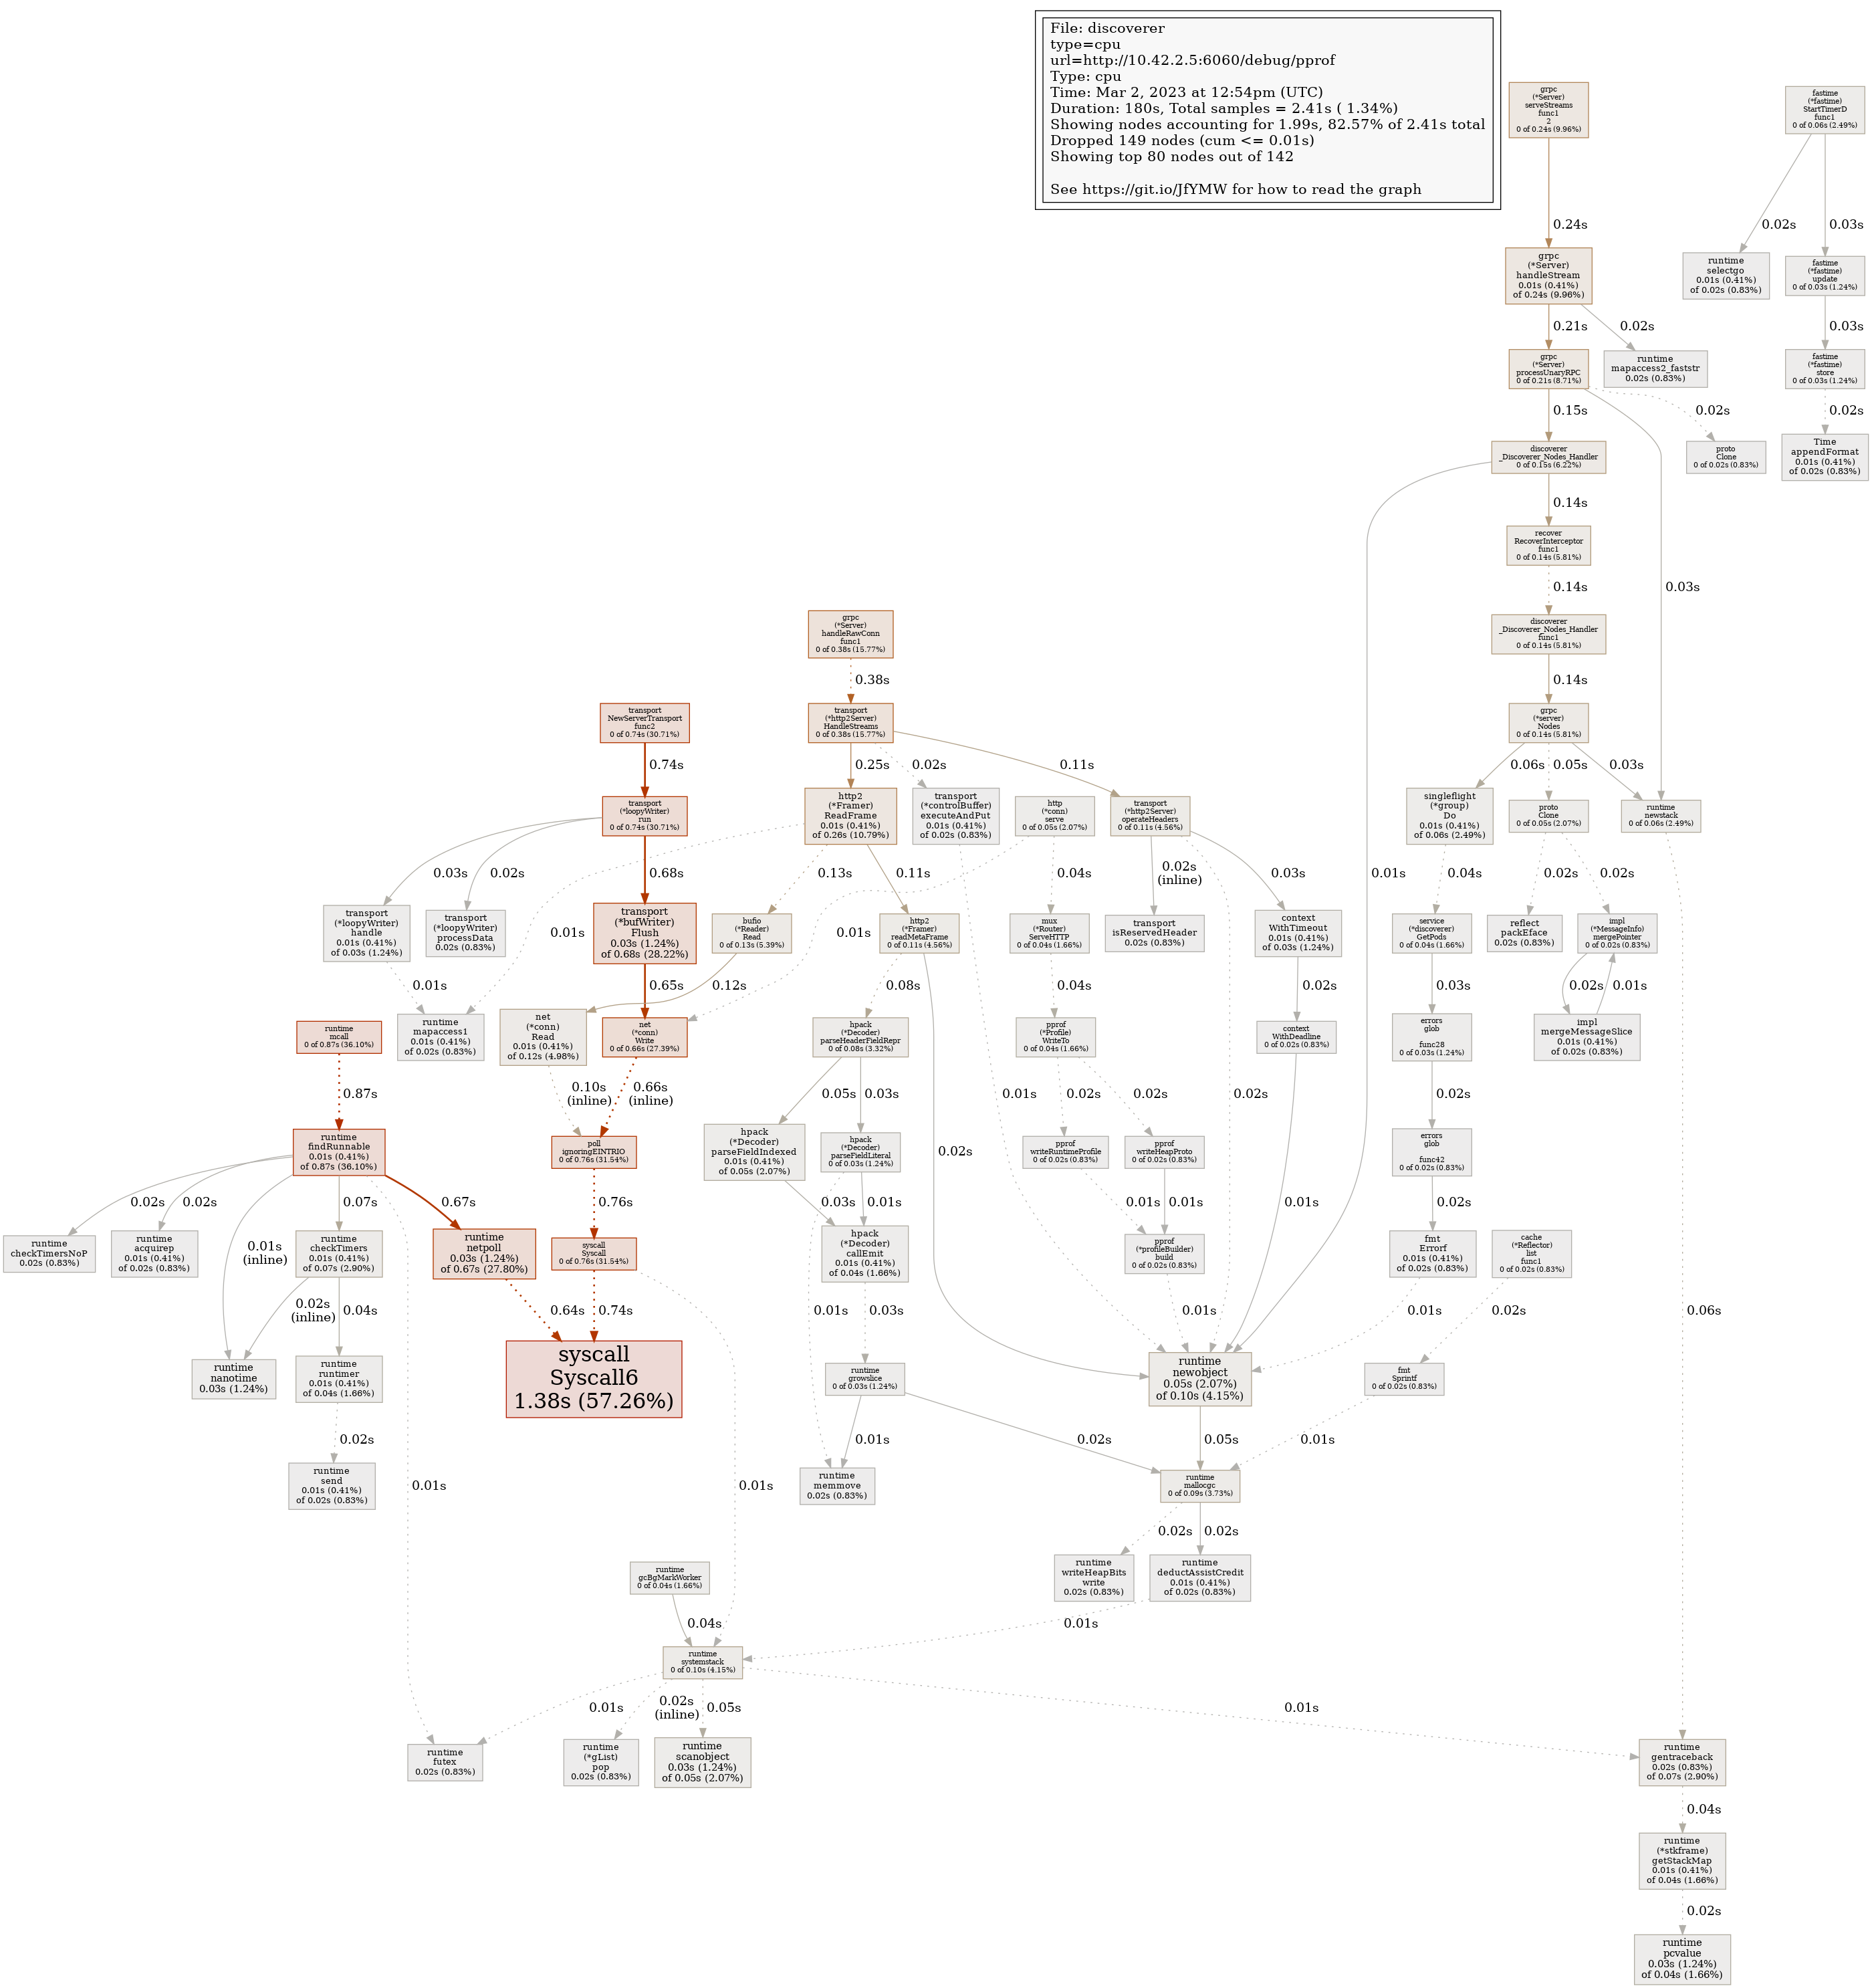 File: discoverer
type=cpu
url=http://10.42.2.5:6060/debug/pprof
Type: cpu
Time: Mar 2, 2023 at 12:54pm (UTC)
Duration: 180s, Total samples = 2.41s ( 1.34%)
Showing nodes accounting for 1.99s, 82.57% of 2.41s total
Dropped 149 nodes (cum <= 0.01s)
Showing top 80 nodes out of 142
See https://git.io/JfYMW for how to read the graph
grpc
(*Server)
serveStreams
func1
2
0 of 0.24s (9.96%)
fastime
(*fastime)
StartTimerD
func1
0 of 0.06s (2.49%)
0.24s
0.02s
0.03s
grpc
(*Server)
handleStream
0.01s (0.41%)
of 0.24s (9.96%)
runtime
selectgo
0.01s (0.41%)
of 0.02s (0.83%)
fastime
(*fastime)
update
0 of 0.03s (1.24%)
0.21s
0.02s
0.03s
grpc
(*Server)
processUnaryRPC
0 of 0.21s (8.71%)
runtime
mapaccess2_faststr
0.02s (0.83%)
fastime
(*fastime)
store
0 of 0.03s (1.24%)
0.15s
0.02s
0.02s
discoverer
_Discoverer_Nodes_Handler
0 of 0.15s (6.22%)
proto
Clone
0 of 0.02s (0.83%)
Time
appendFormat
0.01s (0.41%)
of 0.02s (0.83%)
0.14s
recover
RecoverInterceptor
func1
0 of 0.14s (5.81%)
0.14s
0.03s
grpc
(*Server)
handleRawConn
func1
0 of 0.38s (15.77%)
discoverer
_Discoverer_Nodes_Handler
func1
0 of 0.14s (5.81%)
0.38s
0.14s
transport
NewServerTransport
func2
0 of 0.74s (30.71%)
transport
(*http2Server)
HandleStreams
0 of 0.38s (15.77%)
grpc
(*server)
Nodes
0 of 0.14s (5.81%)
0.74s
0.25s
0.02s
0.11s
0.06s
0.05s
0.03s
transport
(*loopyWriter)
run
0 of 0.74s (30.71%)
http2
(*Framer)
ReadFrame
0.01s (0.41%)
of 0.26s (10.79%)
transport
(*controlBuffer)
executeAndPut
0.01s (0.41%)
of 0.02s (0.83%)
http
(*conn)
serve
0 of 0.05s (2.07%)
transport
(*http2Server)
operateHeaders
0 of 0.11s (4.56%)
singleflight
(*group)
Do
0.01s (0.41%)
of 0.06s (2.49%)
proto
Clone
0 of 0.05s (2.07%)
runtime
newstack
0 of 0.06s (2.49%)
0.03s
0.02s
0.68s
0.13s
0.11s
0.04s
0.02s
(inline)
0.03s
0.04s
0.02s
0.02s
transport
(*loopyWriter)
handle
0.01s (0.41%)
of 0.03s (1.24%)
transport
(*loopyWriter)
processData
0.02s (0.83%)
0.01s
transport
(*bufWriter)
Flush
0.03s (1.24%)
of 0.68s (28.22%)
bufio
(*Reader)
Read
0 of 0.13s (5.39%)
0.01s
http2
(*Framer)
readMetaFrame
0 of 0.11s (4.56%)
mux
(*Router)
ServeHTTP
0 of 0.04s (1.66%)
transport
isReservedHeader
0.02s (0.83%)
context
WithTimeout
0.01s (0.41%)
of 0.03s (1.24%)
0.01s
service
(*discoverer)
GetPods
0 of 0.04s (1.66%)
reflect
packEface
0.02s (0.83%)
impl
(*MessageInfo)
mergePointer
0 of 0.02s (0.83%)
0.01s
0.65s
0.12s
0.08s
0.04s
0.02s
0.03s
0.02s
0.01s
runtime
mcall
0 of 0.87s (36.10%)
runtime
mapaccess1
0.01s (0.41%)
of 0.02s (0.83%)
net
(*conn)
Read
0.01s (0.41%)
of 0.12s (4.98%)
net
(*conn)
Write
0 of 0.66s (27.39%)
hpack
(*Decoder)
parseHeaderFieldRepr
0 of 0.08s (3.32%)
pprof
(*Profile)
WriteTo
0 of 0.04s (1.66%)
context
WithDeadline
0 of 0.02s (0.83%)
errors
glob

func28
0 of 0.03s (1.24%)
impl
mergeMessageSlice
0.01s (0.41%)
of 0.02s (0.83%)
0.87s
0.10s
(inline)
0.66s
(inline)
0.05s
0.03s
0.02s
0.02s
0.01s
0.02s
0.02s
runtime
findRunnable
0.01s (0.41%)
of 0.87s (36.10%)
poll
ignoringEINTRIO
0 of 0.76s (31.54%)
hpack
(*Decoder)
parseFieldIndexed
0.01s (0.41%)
of 0.05s (2.07%)
hpack
(*Decoder)
parseFieldLiteral
0 of 0.03s (1.24%)
0.02s
pprof
writeRuntimeProfile
0 of 0.02s (0.83%)
pprof
writeHeapProto
0 of 0.02s (0.83%)
errors
glob

func42
0 of 0.02s (0.83%)
0.02s
0.02s
0.07s
0.67s
0.76s
0.03s
0.01s
0.01s
0.01s
0.01s
0.02s
runtime
checkTimersNoP
0.02s (0.83%)
runtime
acquirep
0.01s (0.41%)
of 0.02s (0.83%)
0.01s
(inline)
runtime
checkTimers
0.01s (0.41%)
of 0.07s (2.90%)
runtime
netpoll
0.03s (1.24%)
of 0.67s (27.80%)
syscall
Syscall
0 of 0.76s (31.54%)
hpack
(*Decoder)
callEmit
0.01s (0.41%)
of 0.04s (1.66%)
pprof
(*profileBuilder)
build
0 of 0.02s (0.83%)
fmt
Errorf
0.01s (0.41%)
of 0.02s (0.83%)
cache
(*Reflector)
list
func1
0 of 0.02s (0.83%)
0.02s
(inline)
0.04s
0.64s
0.74s
0.01s
0.03s
0.01s
0.01s
0.02s
0.06s
runtime
nanotime
0.03s (1.24%)
runtime
runtimer
0.01s (0.41%)
of 0.04s (1.66%)
syscall
Syscall6
1.38s (57.26%)
runtime
growslice
0 of 0.03s (1.24%)
runtime
newobject
0.05s (2.07%)
of 0.10s (4.15%)
fmt
Sprintf
0 of 0.02s (0.83%)
0.02s
0.01s
0.02s
0.05s
0.01s
runtime
send
0.01s (0.41%)
of 0.02s (0.83%)
0.01s
0.01s
runtime
memmove
0.02s (0.83%)
runtime
mallocgc
0 of 0.09s (3.73%)
0.02s
0.02s
runtime
gcBgMarkWorker
0 of 0.04s (1.66%)
runtime
writeHeapBits
write
0.02s (0.83%)
runtime
deductAssistCredit
0.01s (0.41%)
of 0.02s (0.83%)
0.04s
0.01s
runtime
systemstack
0 of 0.10s (4.15%)
0.01s
0.02s
(inline)
0.05s
0.01s
runtime
futex
0.02s (0.83%)
runtime
(*gList)
pop
0.02s (0.83%)
runtime
scanobject
0.03s (1.24%)
of 0.05s (2.07%)
runtime
gentraceback
0.02s (0.83%)
of 0.07s (2.90%)
0.04s
runtime
(*stkframe)
getStackMap
0.01s (0.41%)
of 0.04s (1.66%)
0.02s
runtime
pcvalue
0.03s (1.24%)
of 0.04s (1.66%)